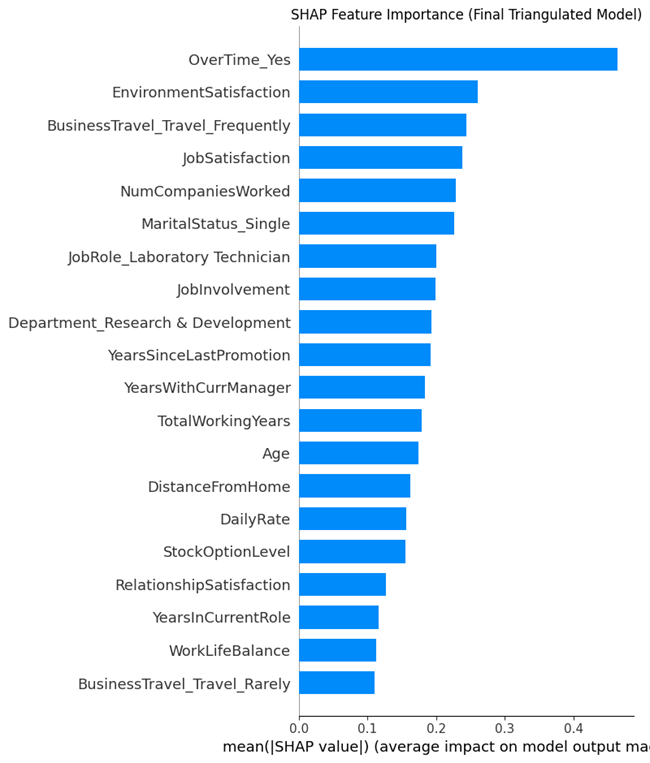 SHAP Feature Importance (Final Triangulated Model)
OverTime_Yes
EnvironmentSatisfaction
BusinessTravel_Travel_Frequently
JobSatisfaction
NumCompaniesWorked
MaritalStatus_Single
JobRole_Laboratory Technician
JobInvolvement
Department_Research & Development
YearsSinceLastPromotion
YearsWithCurrManager
TotalWorkingYears
Age
DistanceFromHome
DailyRate
StockOptionLevel
RelationshipSatisfaction
YearsInCurrentRole
WorkLifeBalance
BusinessTravel_Travel_Rarely
0.0 0.1 0.2 0.3 0.4
mean(|SHAP value|) (average impact on model output ma